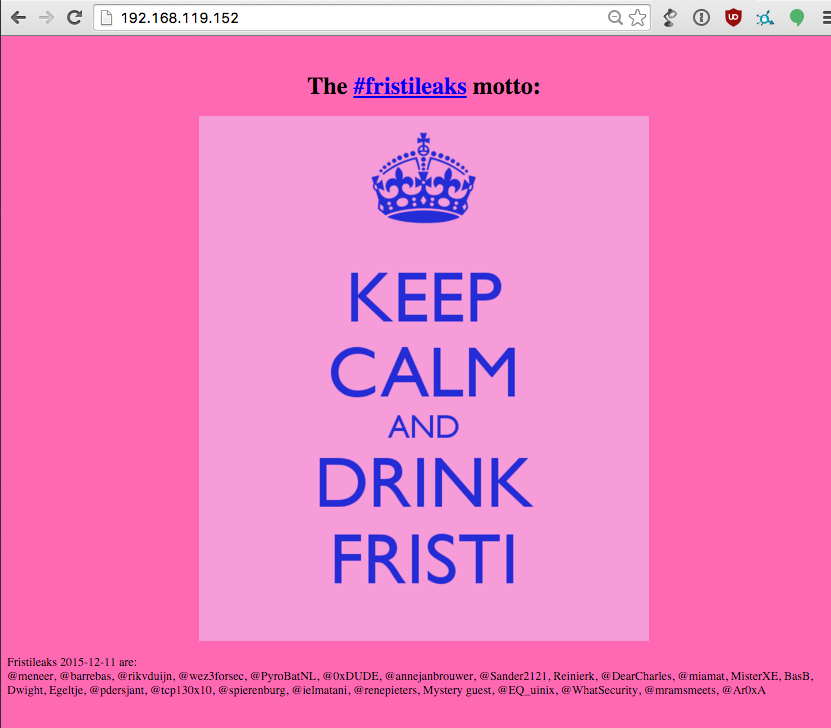 192.168.119.152
The #fristileaks motto:
KEEP
CALM
AND
DRINK
FRISTI
Fristileaks 2015-12-11 are:
@meneer, @barrebas, @rikvduijn, @wez3forsec, @PyroBatNL, @0xDUDE, @annejanbrouwer, @Sander2121, Reinierk, @DearCharles, @miamat, MisterXE, BasB,
Dwight, Egeltje, @pdersjant, @tcp130x10, @spierenburg, @ielmatani, @renepieters, Mystery guest, @EQ_uinix, @WhatSecurity, @mramsmeets, @Ar0xA